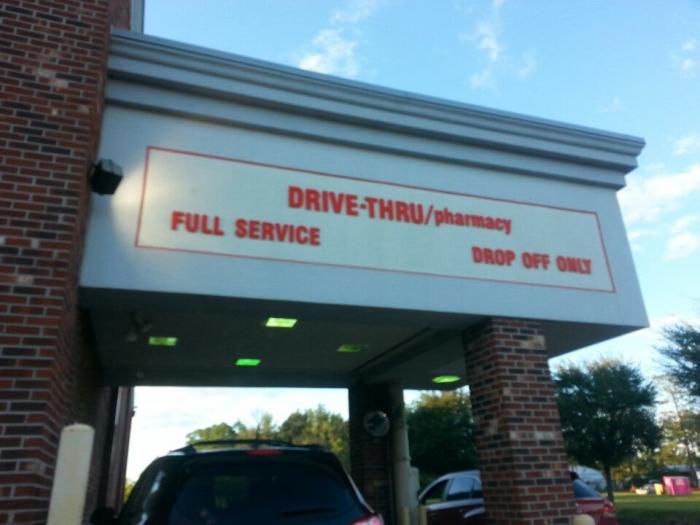 DRIVE-THRU/pharmacy
FULL SERVICE
DROP OFF ONLY